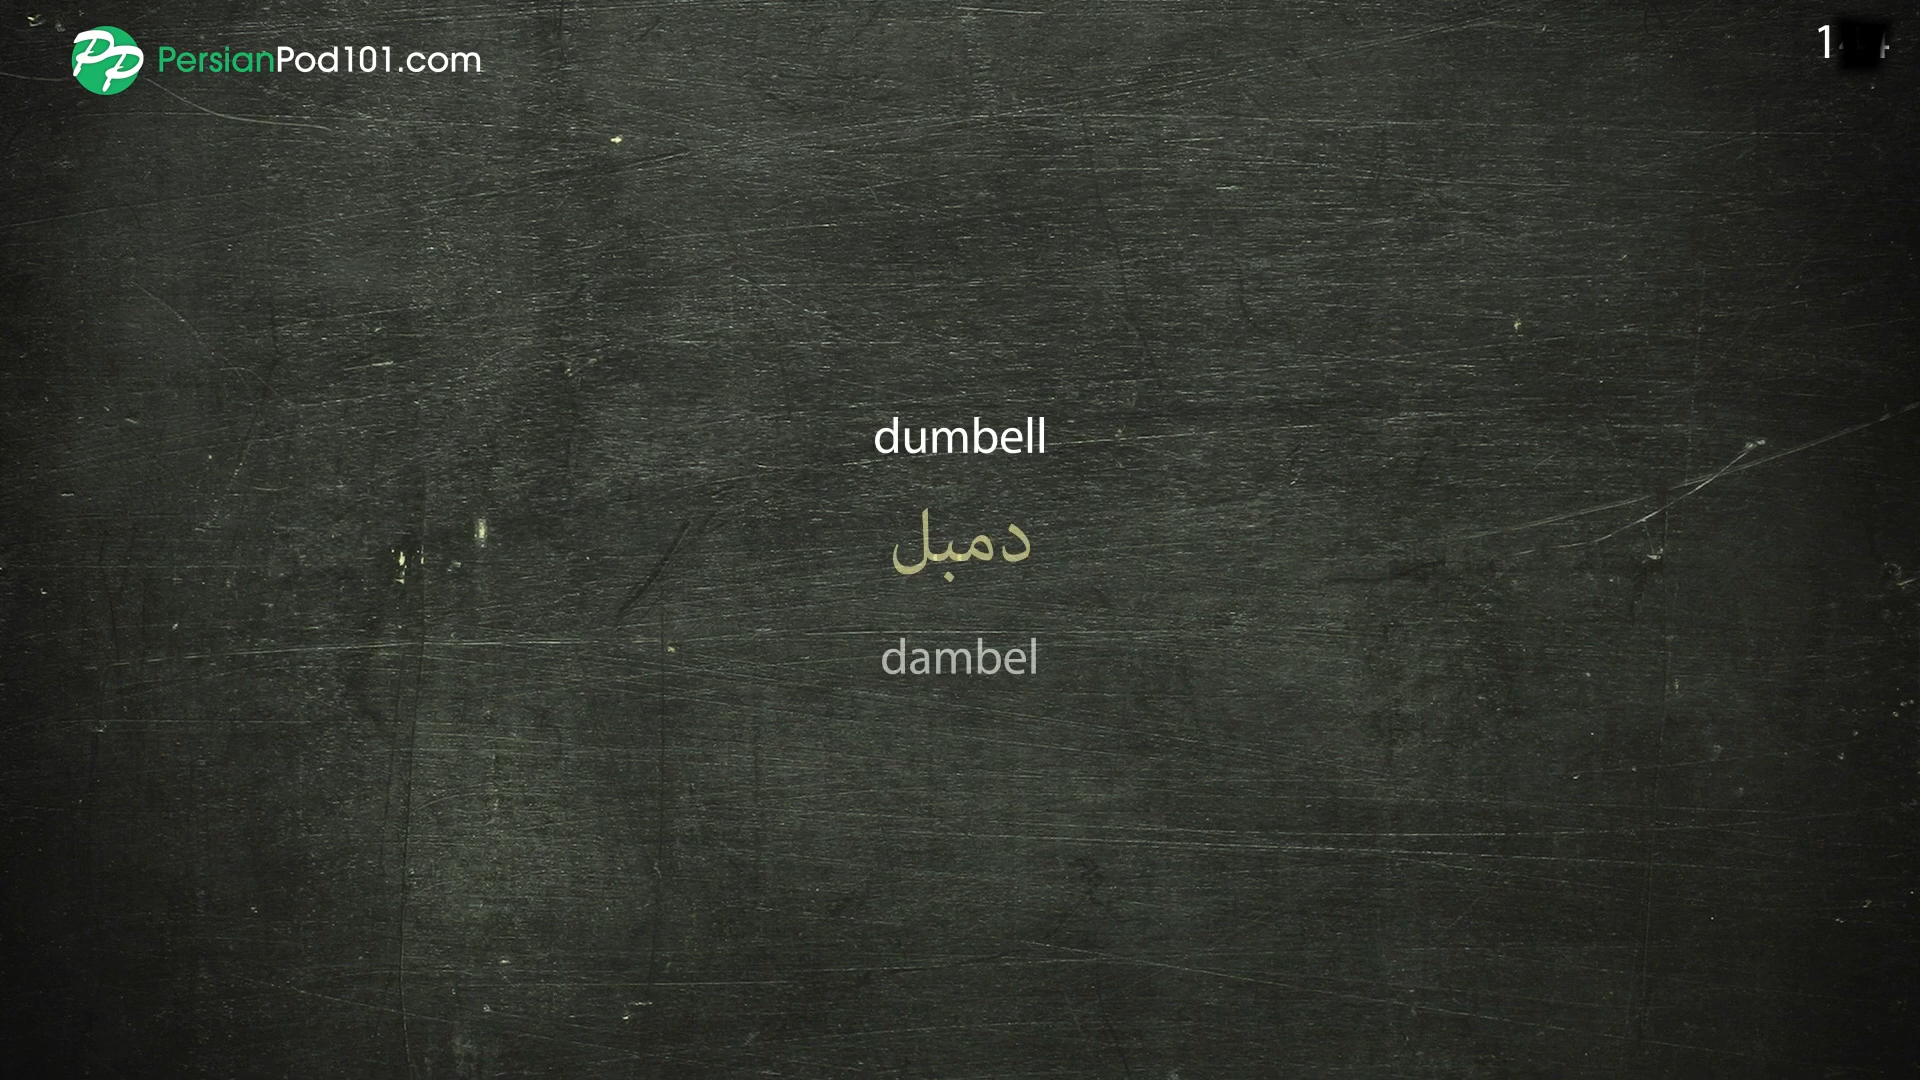 PersianPod101.com
dumbell
دمبل
dambel